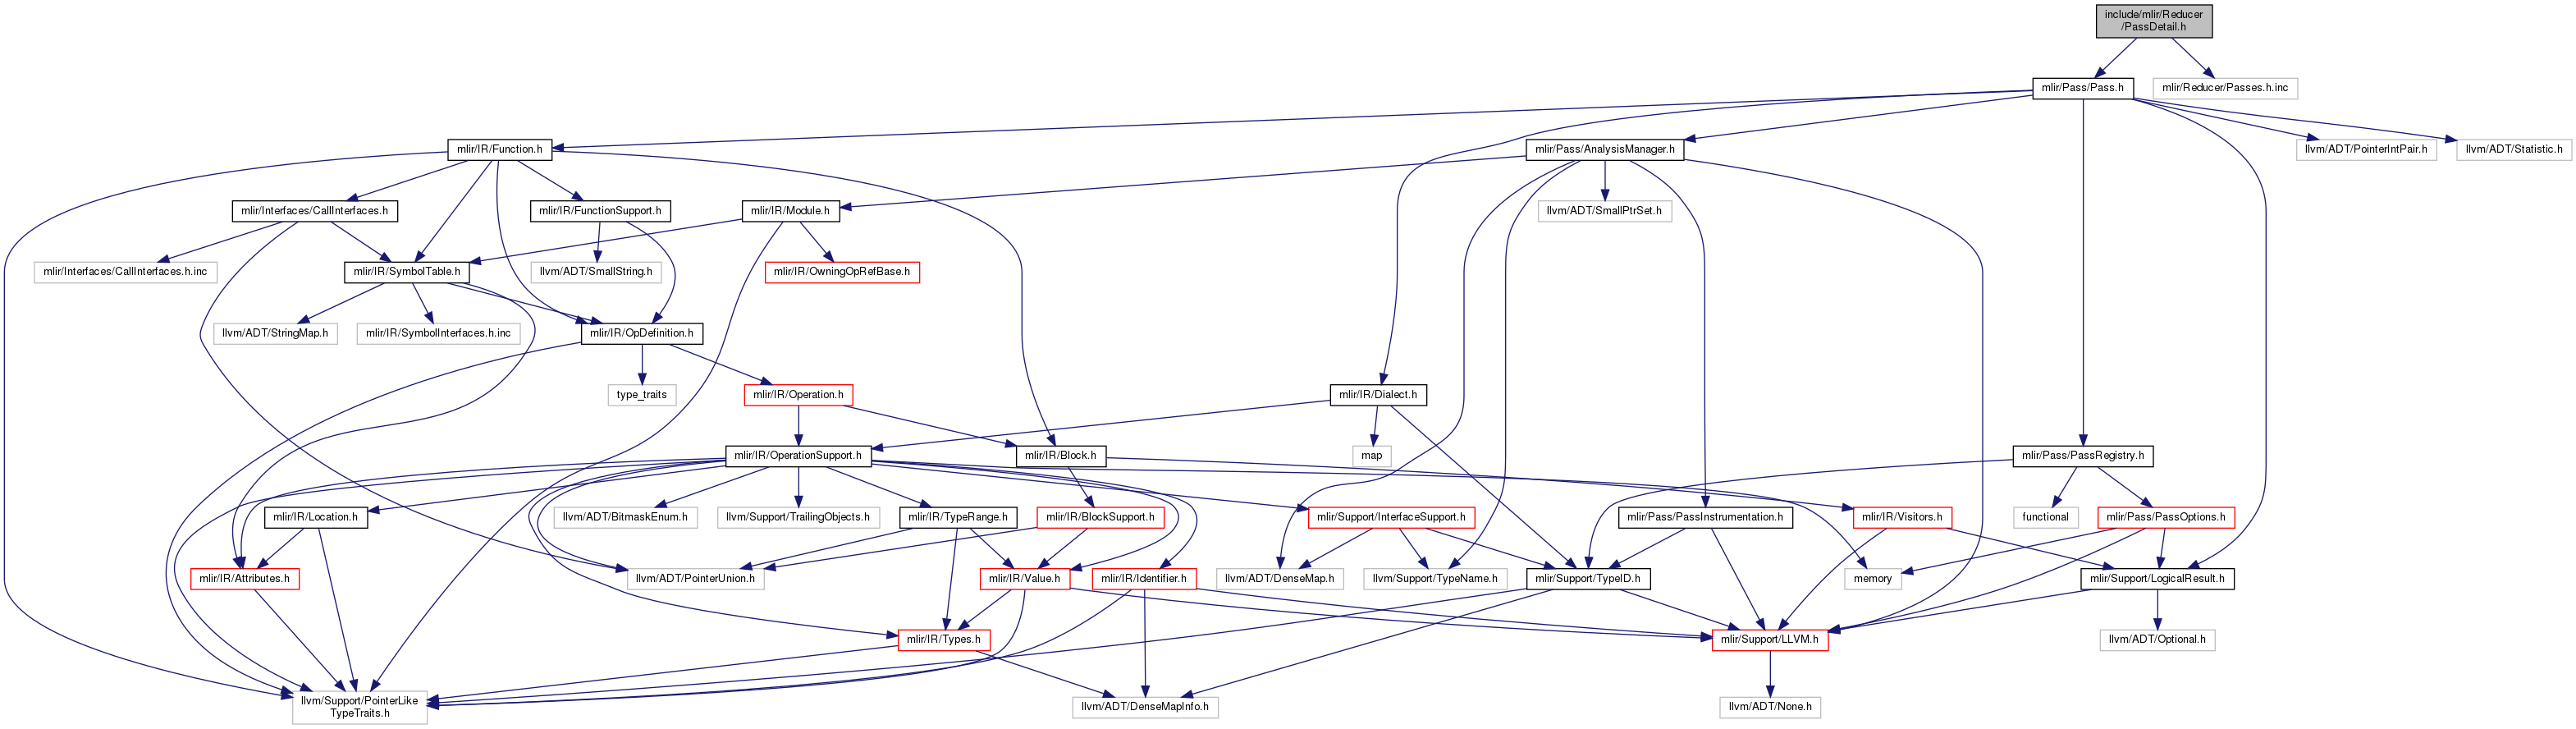 include/mlir/Reducer
/PassDetail.h
mlir/Pass/Pass.h
mlir/Reducer/Passes.h.inc
mlir/IR/Function.h
mlir/Pass/AnalysisManager.h
llvm/ADT/PointerIntPair.h
llvm/ADT/Statistic.h
mlir/Interfaces/CallInterfaces.h
mlir/IR/FunctionSupport.h
mlir/IR/Module.h
llvm/ADT/SmallPtrSet.h
mlir/Interfaces/CallInterfaces.h.inc
mlir/IR/SymbolTable.h
llvm/ADT/SmallString.h
mlir/IR/OwningOpRefBase.h
llvm/ADT/StringMap.h
mlir/IR/SymbolInterfaces.h.inc
mlir/IR/OpDefinition.h
type_traits
mlir/IR/Operation.h
mlir/IR/Dialect.h
mlir/IR/OperationSupport.h
mlir/IR/Block.h
map
mlir/Pass/PassRegistry.h
mlir/IR/Location.h
llvm/ADT/BitmaskEnum.h
llvm/Support/TrailingObjects.h
mlir/IR/TypeRange.h
mlir/IR/BlockSupport.h
mlir/Support/InterfaceSupport.h
mlir/Pass/PassInstrumentation.h
mlir/IR/Visitors.h
functional
mlir/Pass/PassOptions.h
mlir/IR/Attributes.h
llvm/ADT/PointerUnion.h
mlir/IR/Value.h
mlir/IR/Identifier.h
llvm/ADT/DenseMap.h
llvm/Support/TypeName.h
mlir/Support/TypeID.h
memory
mlir/Support/LogicalResult.h
mlir/IR/Types.h
mlir/Support/LLVM.h
llvm/ADT/Optional.h
llvm/Support/PointerLike
TypeTraits.h
llvm/ADT/DenseMapInfo.h
llvm/ADT/None.h